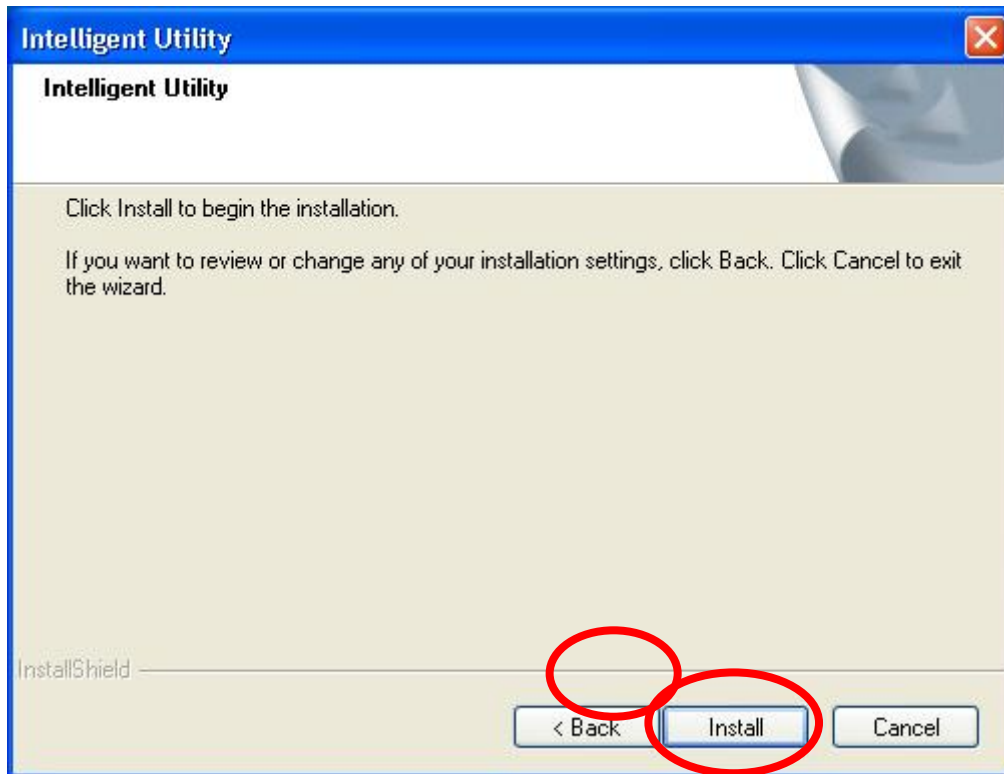 Intelligent Utility
Intelligent Utility
Click Install to begin the installation.
If you want to review or change any of your installation settings, click Back. Click Cancel to exit
the wizard.
InstallShield
< Back Install Cancel